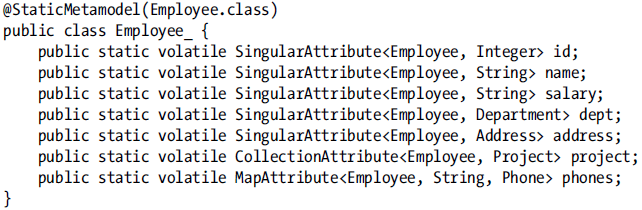 @StaticMetamodel(Employee.class)
public class Employee_ {
    public static volatile SingularAttribute<Employee, Integer> id;
    public static volatile SingularAttribute<Employee, String> name;
    public static volatile SingularAttribute<Employee, String> salary;
    public static volatile SingularAttribute<Employee, Department> dept;
    public static volatile SingularAttribute<Employee, Address> address;
    public static volatile CollectionAttribute<Employee, Project> project;
    public static volatile MapAttribute<Employee, String, Phone> phones;
}